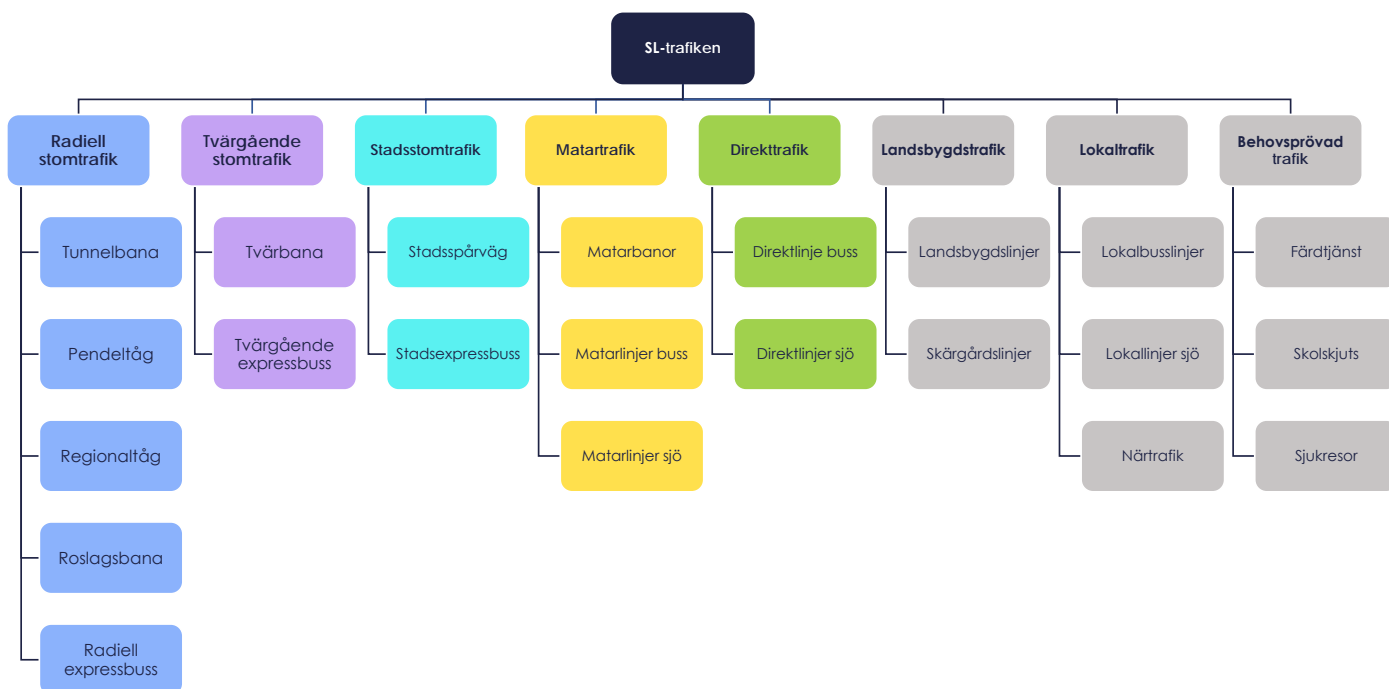 SL-trafiken
Radiell
stomtrafik
Tvärgående
stomtrafik
Stadsstomtrafik
Matartrafik
Direkttrafik
Landsbygdstrafik
Lokaltrafik
Behovsprövad
trafik
Tunnelbana
Tvärbana
Stadsspårväg
Matarbanor
Direktlinje buss
Landsbygdslinjer
Lokalbusslinjer
Färdtjänst
Pendeltåg
Tvärgående
expressbuss
Stadsexpressbuss
Matarlinjer buss
Direktlinjer sjö
Skärgårdslinjer
Lokallinjer sjö
Skolskjuts
Regionaltåg
Matarlinjer sjö
Närtrafik
Sjukresor
Roslagsbana
Radiell
expressbuss